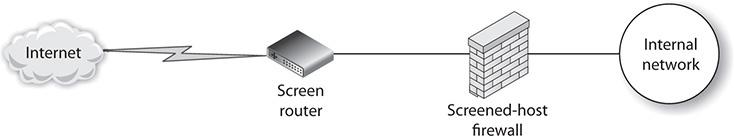 Internet
Screen
router
Screened-host
firewall
Internal
network